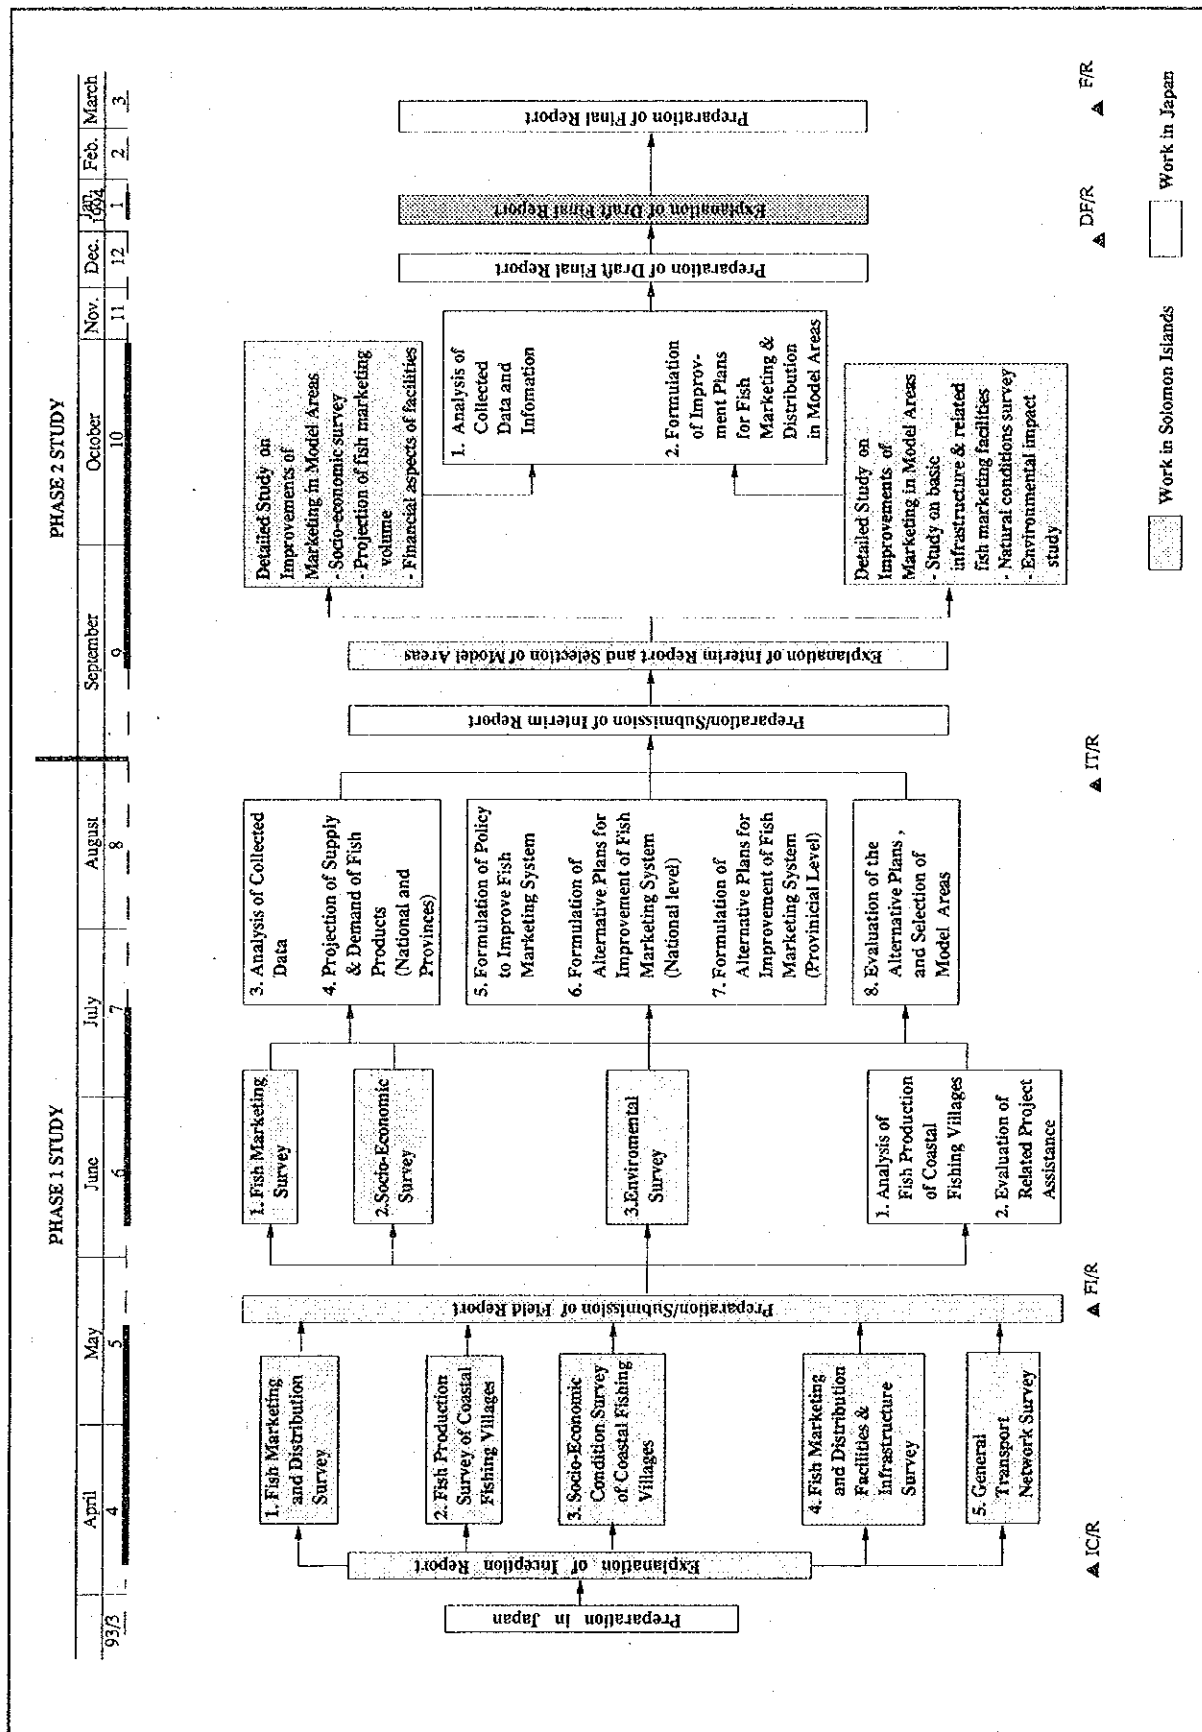 PHASE 1 STUDY
PHASE 2 STUDY
April
May
June
July
August
September
October
Nov.
Dec.
Jan.
1994
Feb.
March
93/3
4
5
6
7
8
9
10
11
12
1
2
3
Preparation in Japan
Explanation of Inception Report
1. Fish Marketing
and Distribution
Survey
2. Fish Production
Survey of Coastal
Fishing Villages
3. Socio-Economic
Condition Survey
of Coastal Fishing
Villages
4. Fish Marketing
and Distribution
Facilities &
Infrastructure
Survey
5. General
Transport
Network Survey
Preparation/Submission of Field Report
1. Fish Marketing
Survey
2.Socio-Economic
Survey
3.Enviromental
Survey
1. Analysis of
Fish Production
of Coastal
Fishing Villages
2. Evaluation of
Related Project
Assistance
3. Analysis of Collected
Data
4. Projection of Supply
& Demand of Fish
Products
(National and
Provinces)
5. Formulation of Policy
to Improve Fish
Marketing System
6. Formulation of
Alternative Plans for
Improvement of Fish
Marketing System
(National level)
7. Formulation of
Alternative Plans for
Improvement of Fish
Marketing System
(Provinicial Level)
8. Evaluation of the
Alternative Plans ,
and Selection of
Model Areas
Preparation/Submission of Interim Report
Explanation of Interim Report and Selection of Model Areas
Detailed Study on
Improvements of
Marketing in Model Areas
- Socio-economic survey
- Projection of fish marketing
volume
- Financial aspects of facilities
Detailed Study on
Improvements of
Marketing in Model Areas
- Study on basic
infrastructure & related
fish marketing facilities
- Natural conditions survey
- Environmental impact
study
1. Analysis of
Collected
Data and
Infomation
2. Formulation
of Improv-
ment Plans
for Fish
Marketing &
Distribution
in Model Areas
Preparation of Draft Final Report
Explanation of Draft Final Report
Preparation of Final Report
▲ IC/R
▲ FI/R
▲ IT/R
▲ DF/R
▲ F/R
Work in Solomon Islands
Work in Japan